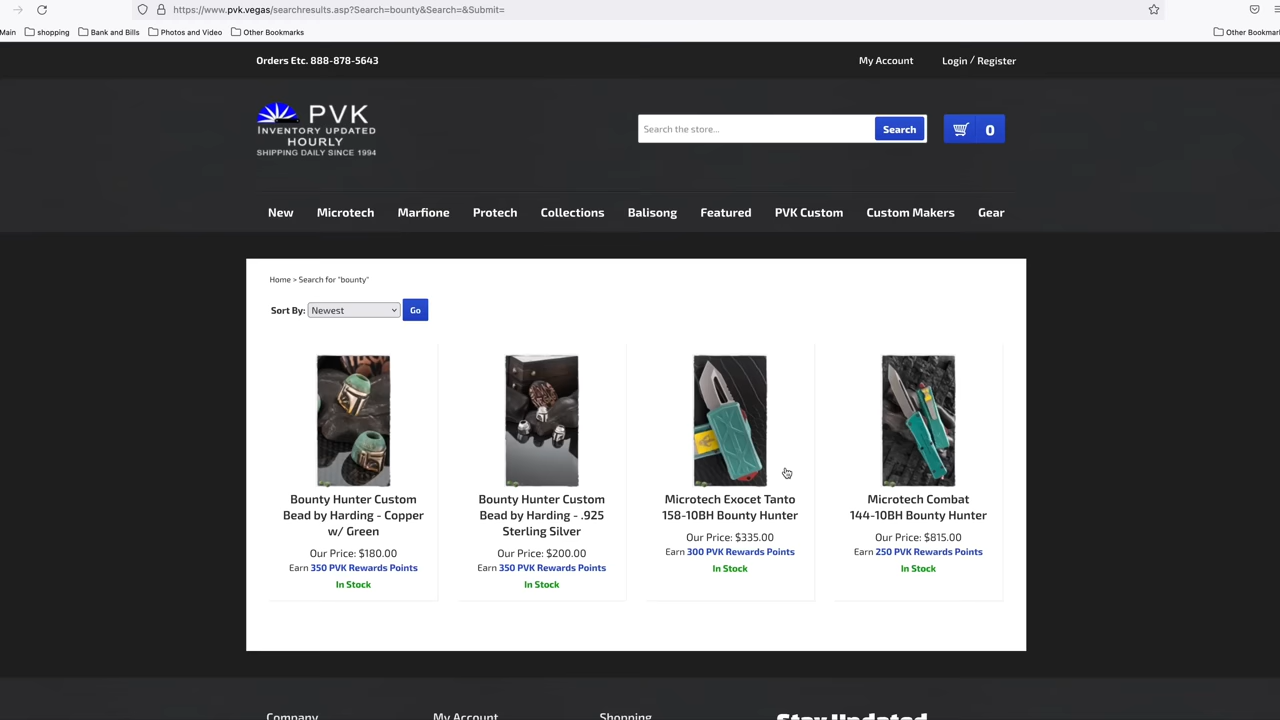 https://www.pvk.vegas/searchresults.asp?Search=bounty&Search=&Submit=
Main shopping Bank and Bills Photos and Video Other Bookmarks Other Bookmar
Orders Etc. 888-878-5643 My Account Login / Register
PVK
INVENTORY UPDATED
HOURLY
SHIPPING DAILY SINCE 1994
Search the store... Search 0
New Microtech Marfione Protech Collections Balisong Featured PVK Custom Custom Makers Gear
Home > Search for "bounty"
Sort By: Newest Go
Bounty Hunter Custom
Bead by Harding - Copper
w/ Green
Our Price: $180.00
Earn 350 PVK Rewards Points
In Stock
Bounty Hunter Custom
Bead by Harding - .925
Sterling Silver
Our Price: $200.00
Earn 350 PVK Rewards Points
In Stock
Microtech Exocet Tanto
158-10BH Bounty Hunter
Our Price: $335.00
Earn 300 PVK Rewards Points
In Stock
Microtech Combat
144-10BH Bounty Hunter
Our Price: $815.00
Earn 250 PVK Rewards Points
In Stock
Company My Account Shopping Stay Updated